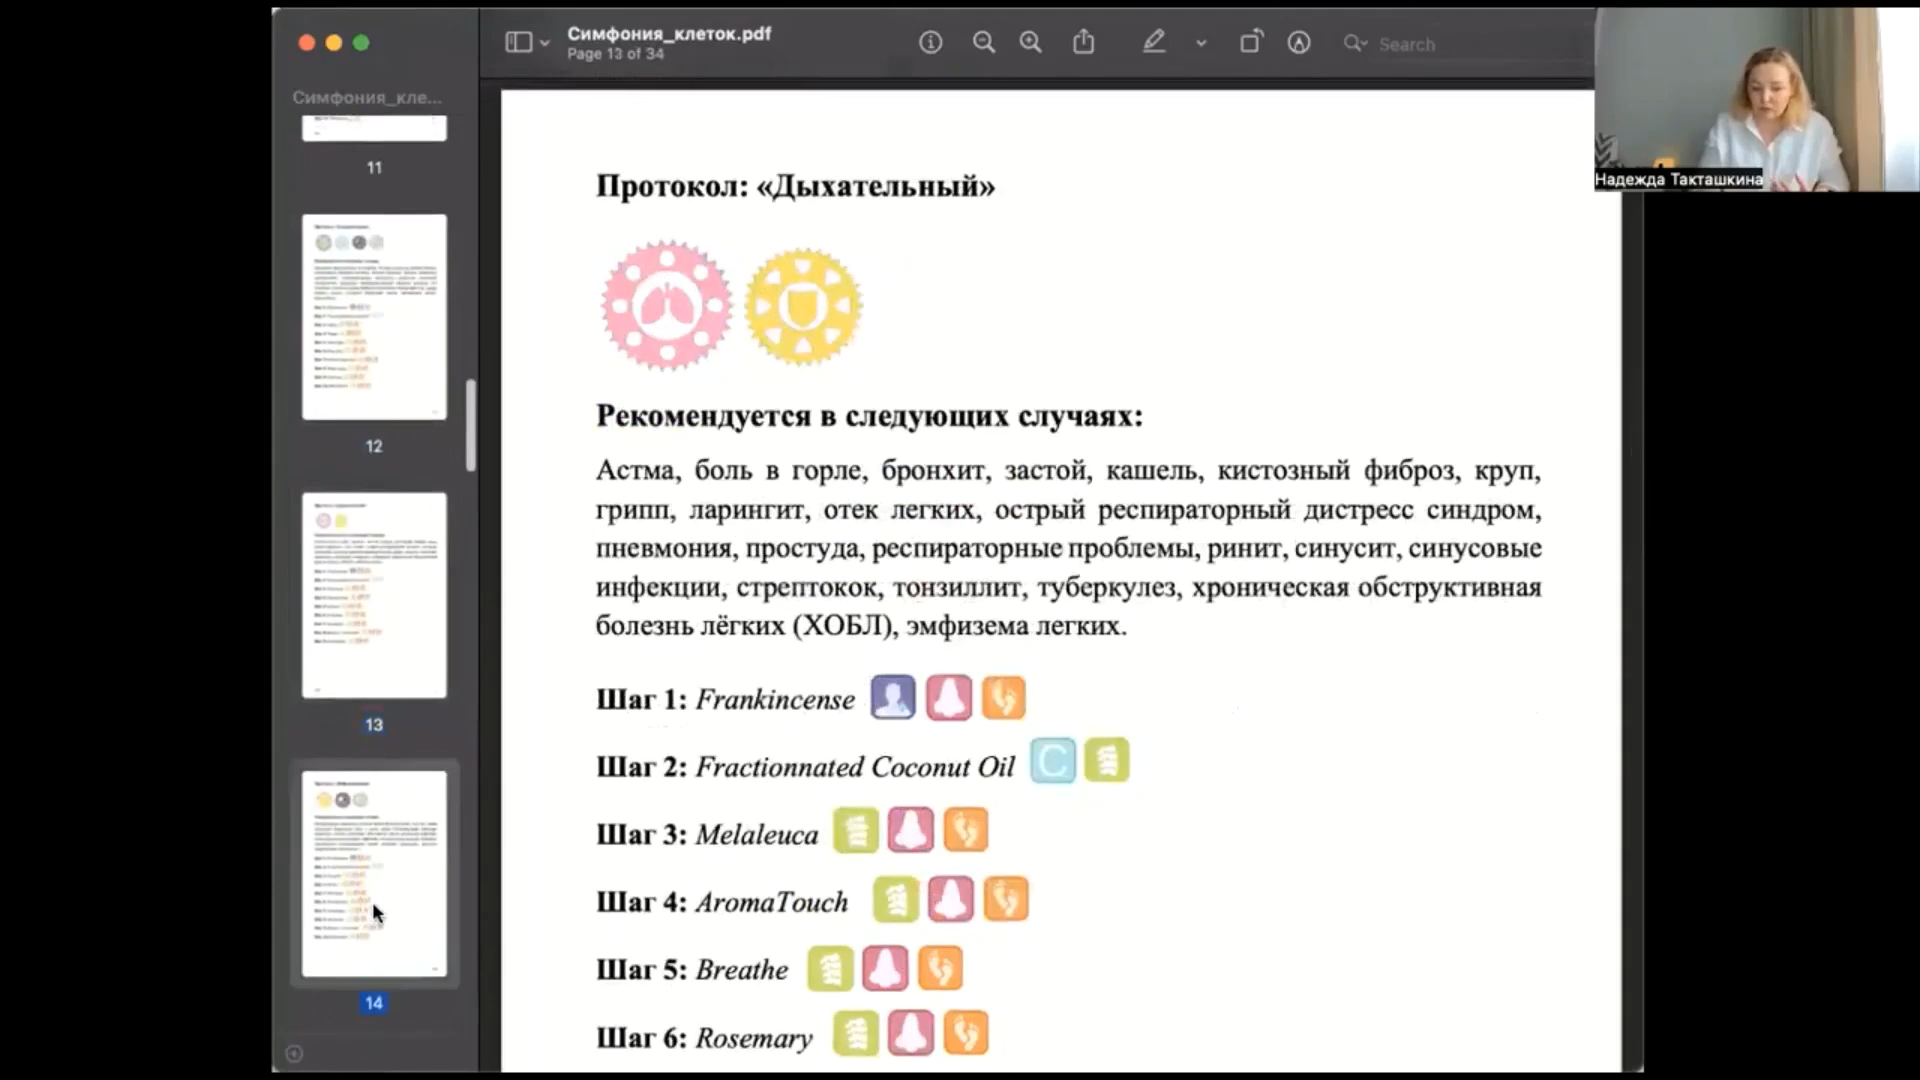 Симфония_клеток.pdf
Page 13 of 34
Search
Надежда Такташкина
Симфония_кле...
11
12
13
14
Протокол: «Дыхательный»
Рекомендуется в следующих случаях:
Астма, боль в горле, бронхит, застой, кашель, кистозный фиброз, круп,
грипп, ларингит, отек легких, острый респираторный дистресс синдром,
пневмония, простуда, респираторные проблемы, ринит, синусит, синусовые
инфекции, стрептокок, тонзиллит, туберкулез, хроническая обструктивная
болезнь лёгких (ХОБЛ), эмфизема легких.
Шаг 1: Frankincense
Шаг 2: Fractionnated Coconut Oil C
Шаг 3: Melaleuca
Шаг 4: AromaTouch
Шаг 5: Breathe
Шаг 6: Rosemary